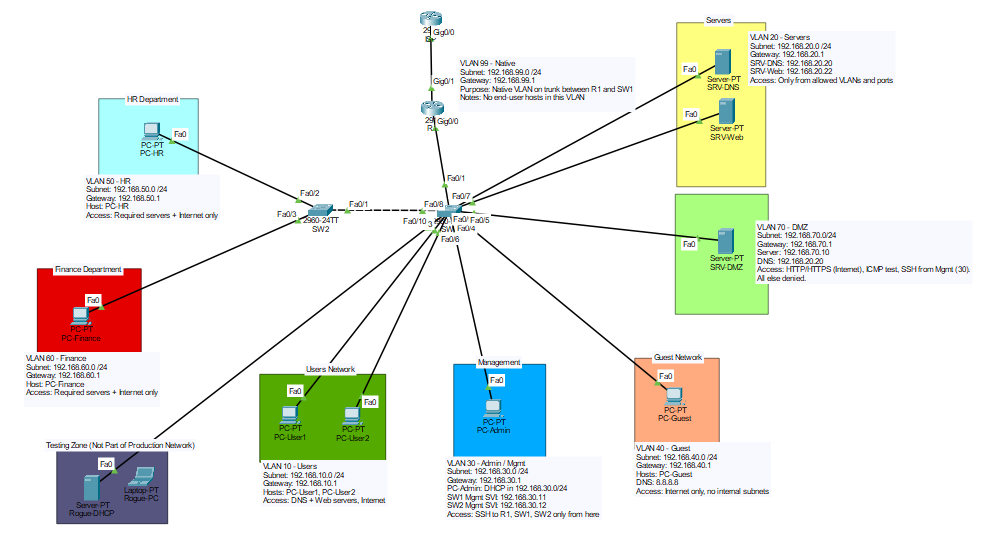 29
Gig0/0
Gig0/1
29
R
Gig0/0
VLAN 99 - Native
Subnet: 192.168.99.0 /24
Gateway: 192.168.99.1
Purpose: Native VLAN on trunk between R1 and SW1
Notes: No end-user hosts in this VLAN
Servers
Fa0
Server-PT
SRV-DNS
Fa0
Server-PT
SRV-Web
VLAN 20 - Servers
Subnet: 192.168.20.0 /24
Gateway: 192.168.20.1
SRV-DNS: 192.168.20.20
SRV-Web: 192.168.20.22
Access: Only from allowed VLANs and ports
HR Department
Fa0
PC-PT
PC-HR
VLAN 50 - HR
Subnet: 192.168.50.0 /24
Gateway: 192.168.50.1
Host: PC-HR
Access: Required servers + Internet only
Fa0/2
Fa0/3
Fa0/1
2960-24TT
SW2
Fa0/1
Fa0/7
Fa0/8
Fa0/10
Fa0/
Fa0/5
3
SW
Fa0/4
Fa0/6
Fa0
Server-PT
SRV-DMZ
VLAN 70 - DMZ
Subnet: 192.168.70.0/24
Gateway: 192.168.70.1
Server: 192.168.70.10
DNS: 192.168.20.20
Access: HTTP/HTTPS (Internet), ICMP test, SSH from Mgmt (30).
All else denied.
Finance Department
Fa0
PC-PT
PC-Finance
VLAN 60 - Finance
Subnet: 192.168.60.0 /24
Gateway: 192.168.60.1
Host: PC-Finance
Access: Required servers + Internet only
Users Network
Fa0
PC-PT
PC-User1
Fa0
PC-PT
PC-User2
VLAN 10 - Users
Subnet: 192.168.10.0 /24
Gateway: 192.168.10.1
Hosts: PC-User1, PC-User2
Access: DNS + Web servers, Internet
Management
Fa0
PC-PT
PC-Admin
VLAN 30 - Admin / Mgmt
Subnet: 192.168.30.0 /24
Gateway: 192.168.30.1
PC-Admin: DHCP in 192.168.30.0/24
SW1 Mgmt SVI: 192.168.30.11
SW2 Mgmt SVI: 192.168.30.12
Access: SSH to R1, SW1, SW2 only from here
Guest Network
Fa0
PC-PT
PC-Guest
VLAN 40 - Guest
Subnet: 192.168.40.0 /24
Gateway: 192.168.40.1
Hosts: PC-Guest
DNS: 8.8.8.8
Access: Internet only, no internal subnets
Testing Zone (Not Part of Production Network)
Fa0
Server-PT
Rogue-DHCP
Laptop-PT
Rogue-PC